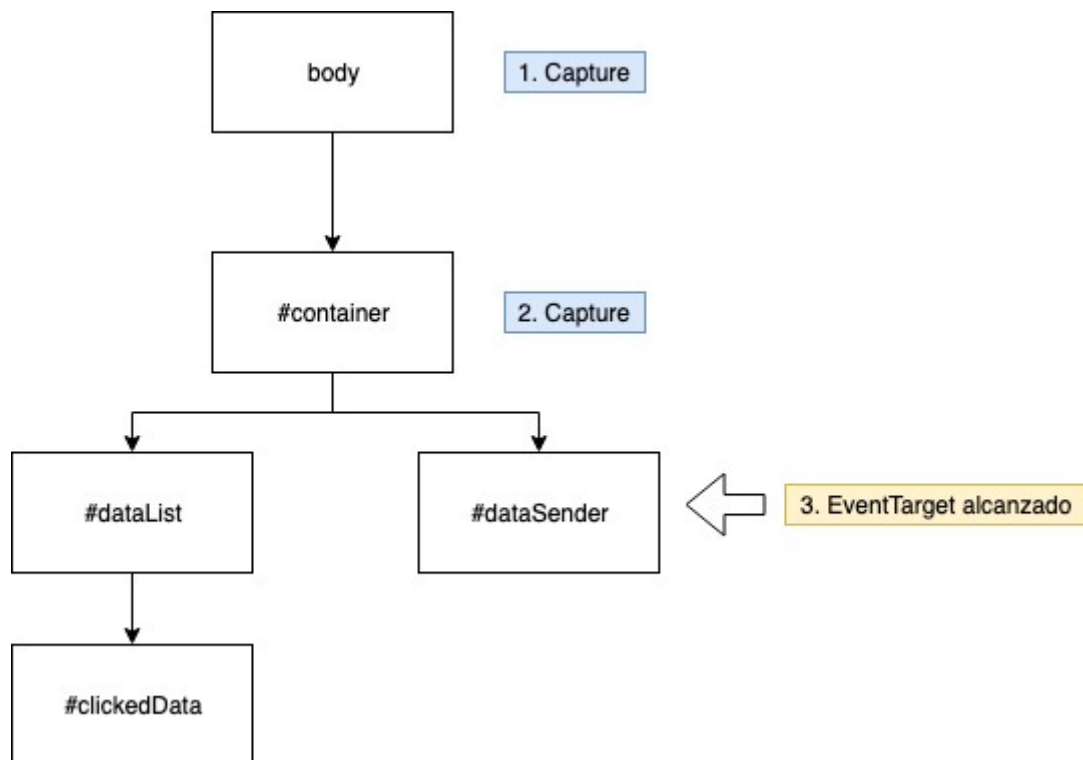 body
1. Capture
#container
2. Capture
#dataList
#dataSender
3. EventTarget alcanzado
#clickedData